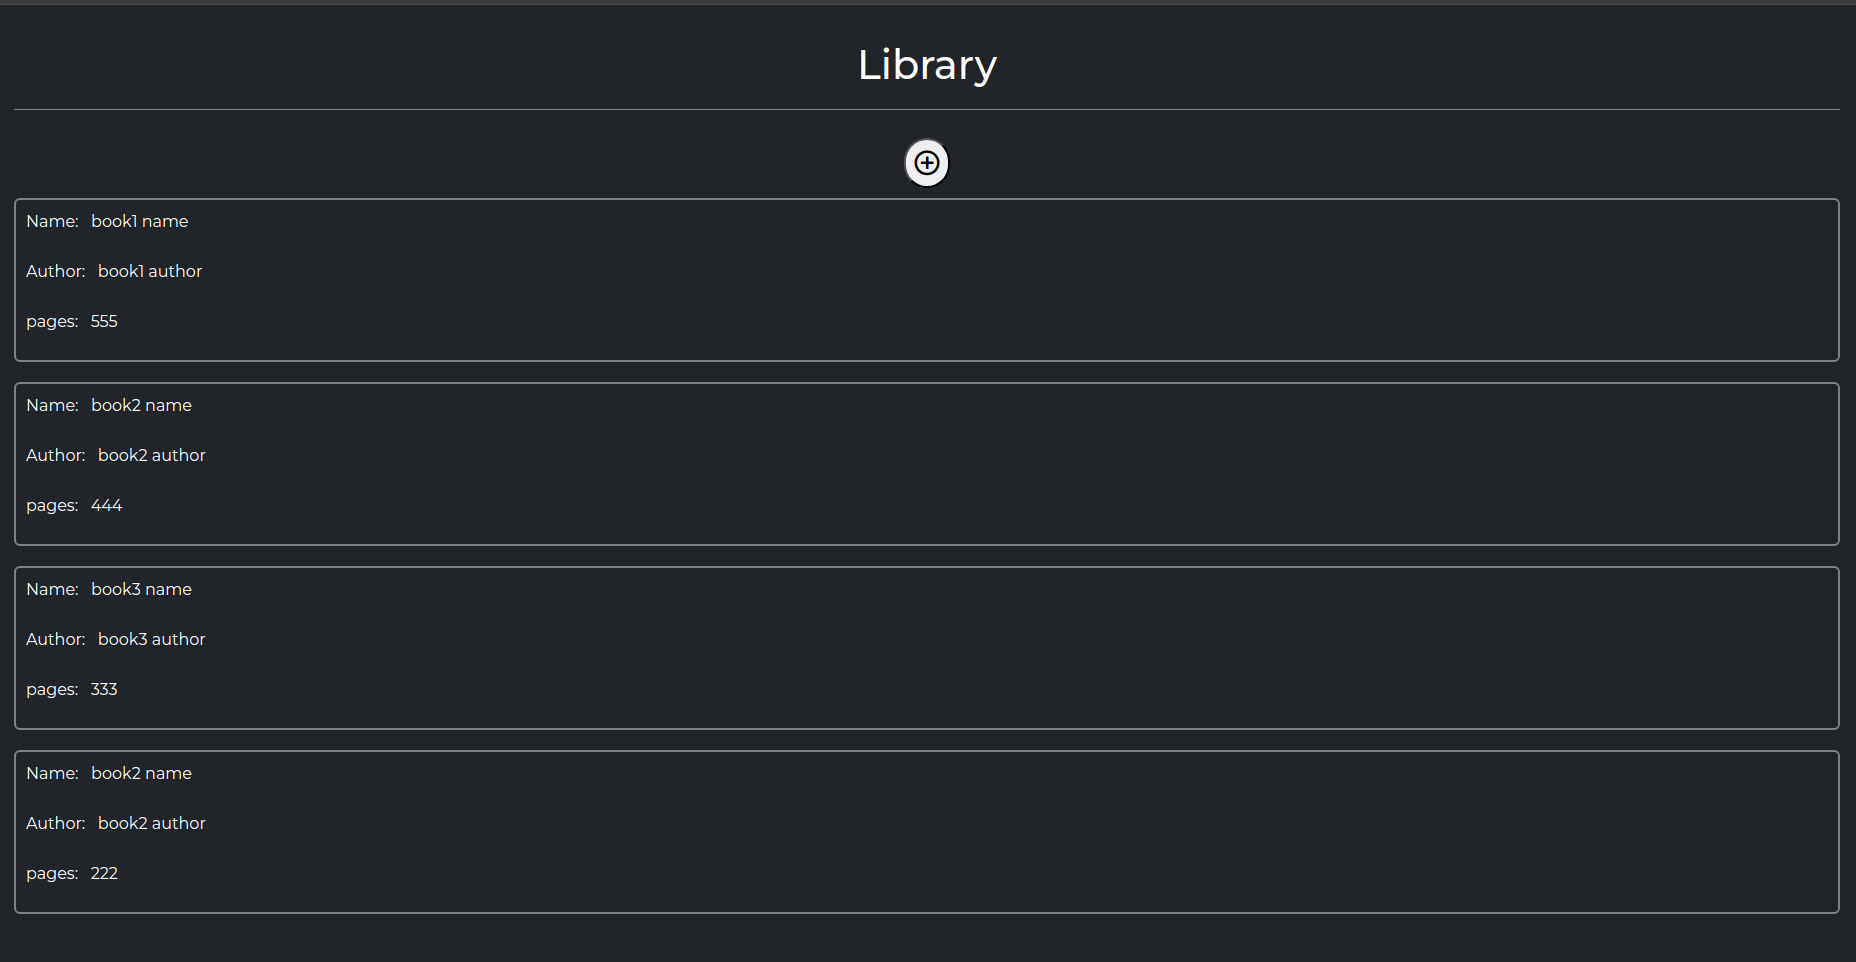 Library
Name: book1 name
Author: book1 author
pages: 555
Name: book2 name
Author: book2 author
pages: 444
Name: book3 name
Author: book3 author
pages: 333
Name: book2 name
Author: book2 author
pages: 222